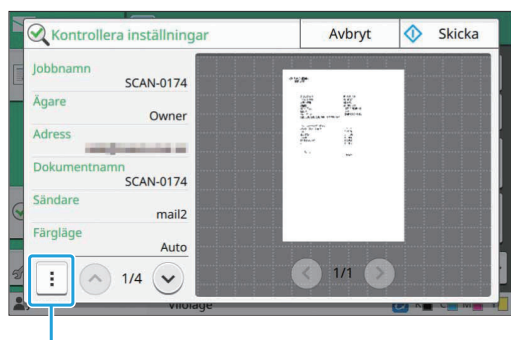 Kontrollera inställningar
Avbryt
Skicka
Jobbnamn
SCAN-0174
Ägare
Owner
Adress
Dokumentnamn
SCAN-0174
Sändare
mail2
Färgläge
Auto
1/4
1/1
Viloläge